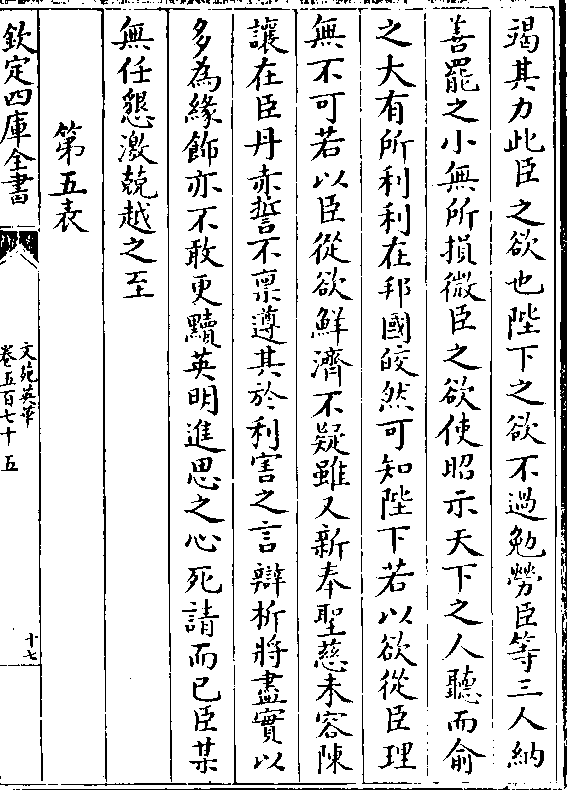 竭其力此臣之欲也陛下之欲不過勉勞臣等三人納
善罷之小無所損微臣之欲使昭示天下之人聽而俞
之大有所利利在邦國皎然可知陛下若以欲從臣理
無不可若以臣從欲鮮濟不疑雖又新奉聖慈未容陳
讓在臣丹赤誓不稟遵其於利害之言辯析將盡實以
多為緣飾亦不敢更黷英明進思之心死請而已臣某
無任懇激兢越之至
第五表
欽定四庫全書
文苑英華
卷五百七十五
十七